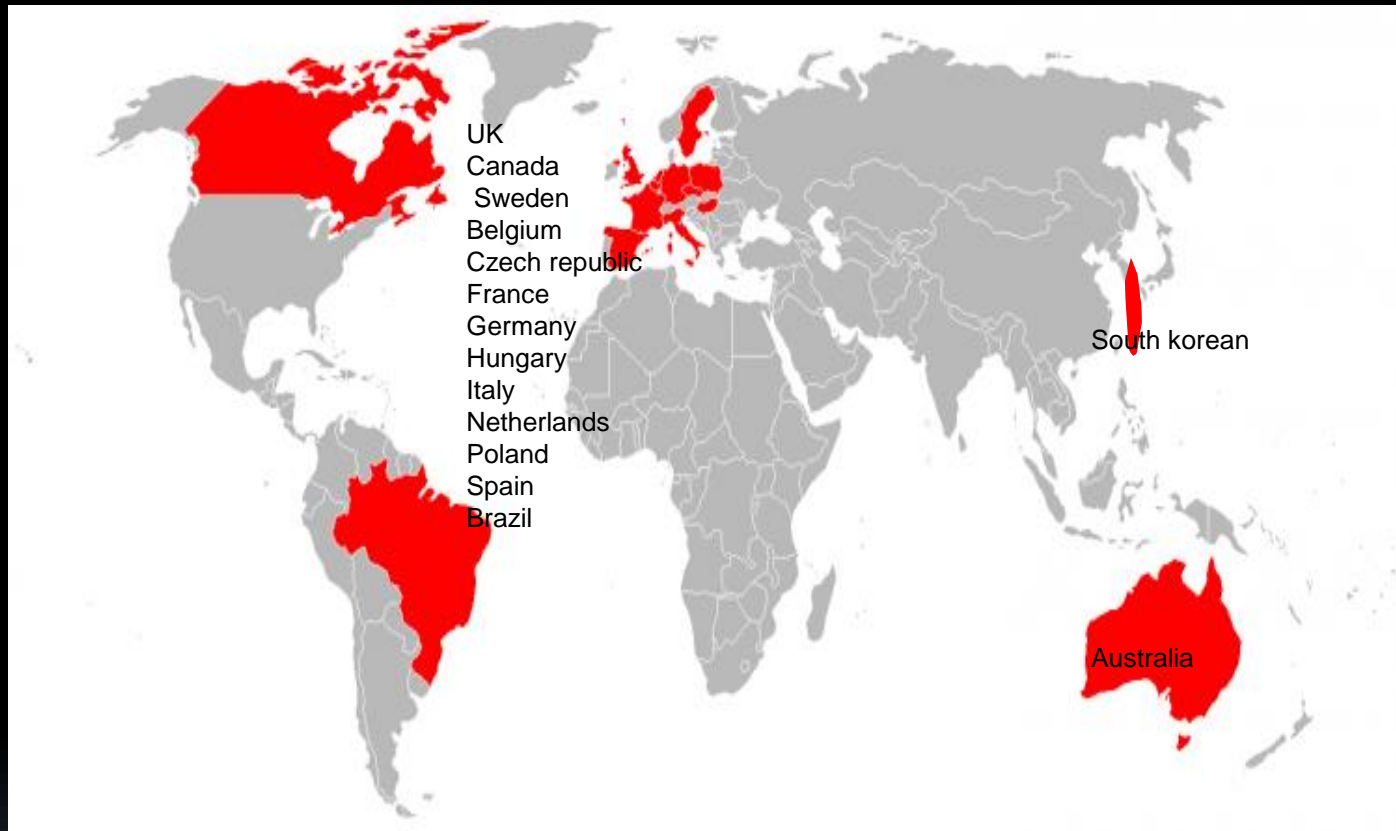 UK
Canada
Sweden
Belgium
Czech republic
France
Germany
Hungary
Italy
Netherlands
Poland
Spain
Brazil
South korean
Australia